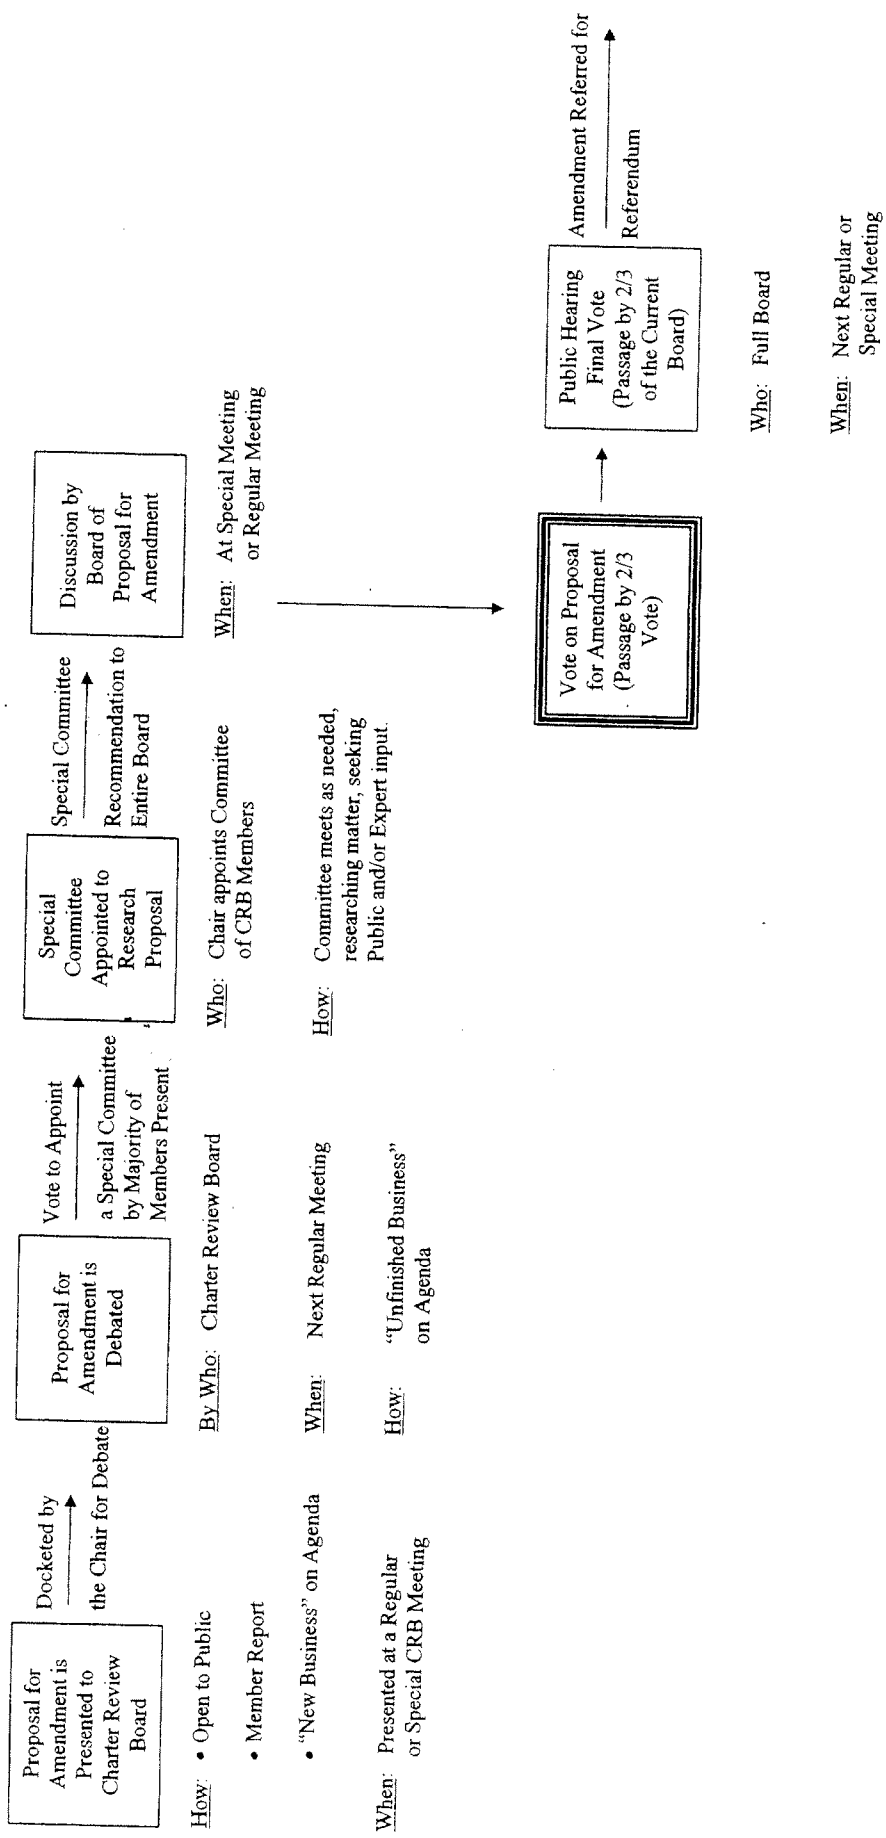 Proposal for
Amendment is
Presented to
Charter Review
Board
Docketed by
the Chair for Debate
How: • Open to Public
• Member Report
• “New Business” on Agenda
When: Presented at a Regular
or Special CRB Meeting
Proposal for
Amendment is
Debated
Vote to Appoint
a Special Committee
by Majority of
Members Present
By Who: Charter Review Board
When: Next Regular Meeting
How: “Unfinished Business”
on Agenda
Special
Committee
Appointed to
Research
Proposal
Special Committee
Recommendation to
Entire Board
Who: Chair appoints Committee
of CRB Members
How: Committee meets as needed,
researching matter, seeking
Public and/or Expert input.
Discussion by
Board of
Proposal for
Amendment
When: At Special Meeting
or Regular Meeting
Vote on Proposal
for Amendment
(Passage by 2/3
Vote)
Public Hearing
Final Vote
(Passage by 2/3
of the Current
Board)
Amendment Referred for
Referendum
Who: Full Board
When: Next Regular or
Special Meeting